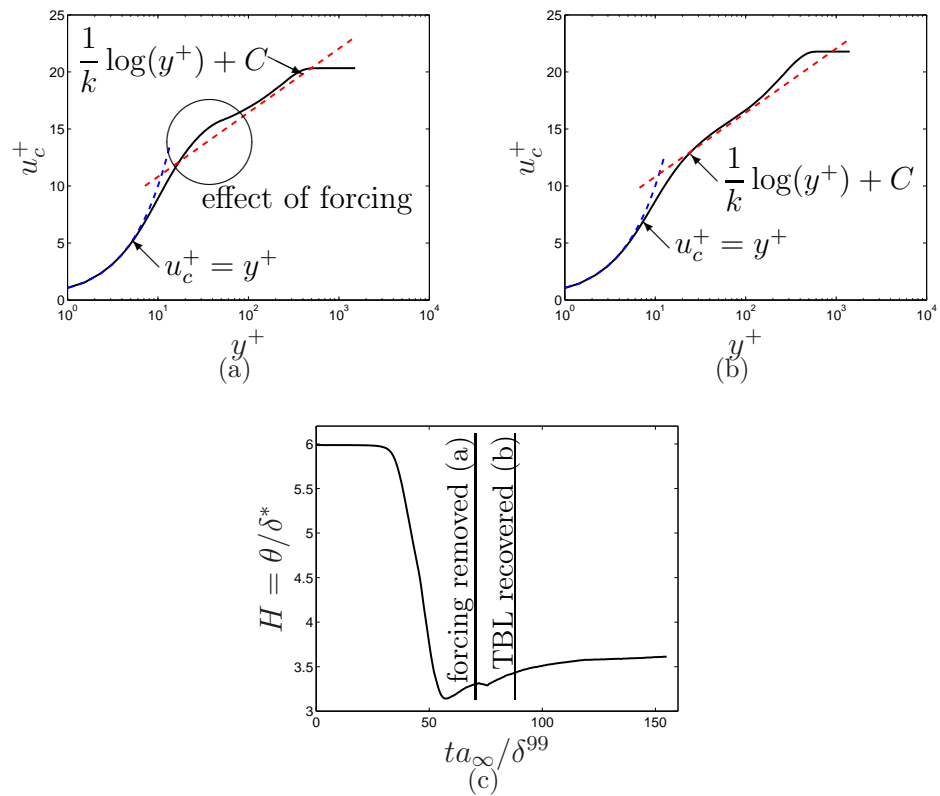 25
20
15
10
5
0
u_c^+
1/k log(y^+) + C
effect of forcing
u_c^+ = y^+
10^0 10^1 10^2 10^3 10^4
y^+
(a)
25
20
15
10
5
0
u_c^+
1/k log(y^+) + C
u_c^+ = y^+
10^0 10^1 10^2 10^3 10^4
y^+
(b)
6
5.5
5
4.5
4
3.5
3
H = θ/δ*
forcing removed (a)
TBL recovered (b)
0 50 100 150
ta_∞/δ^99
(c)